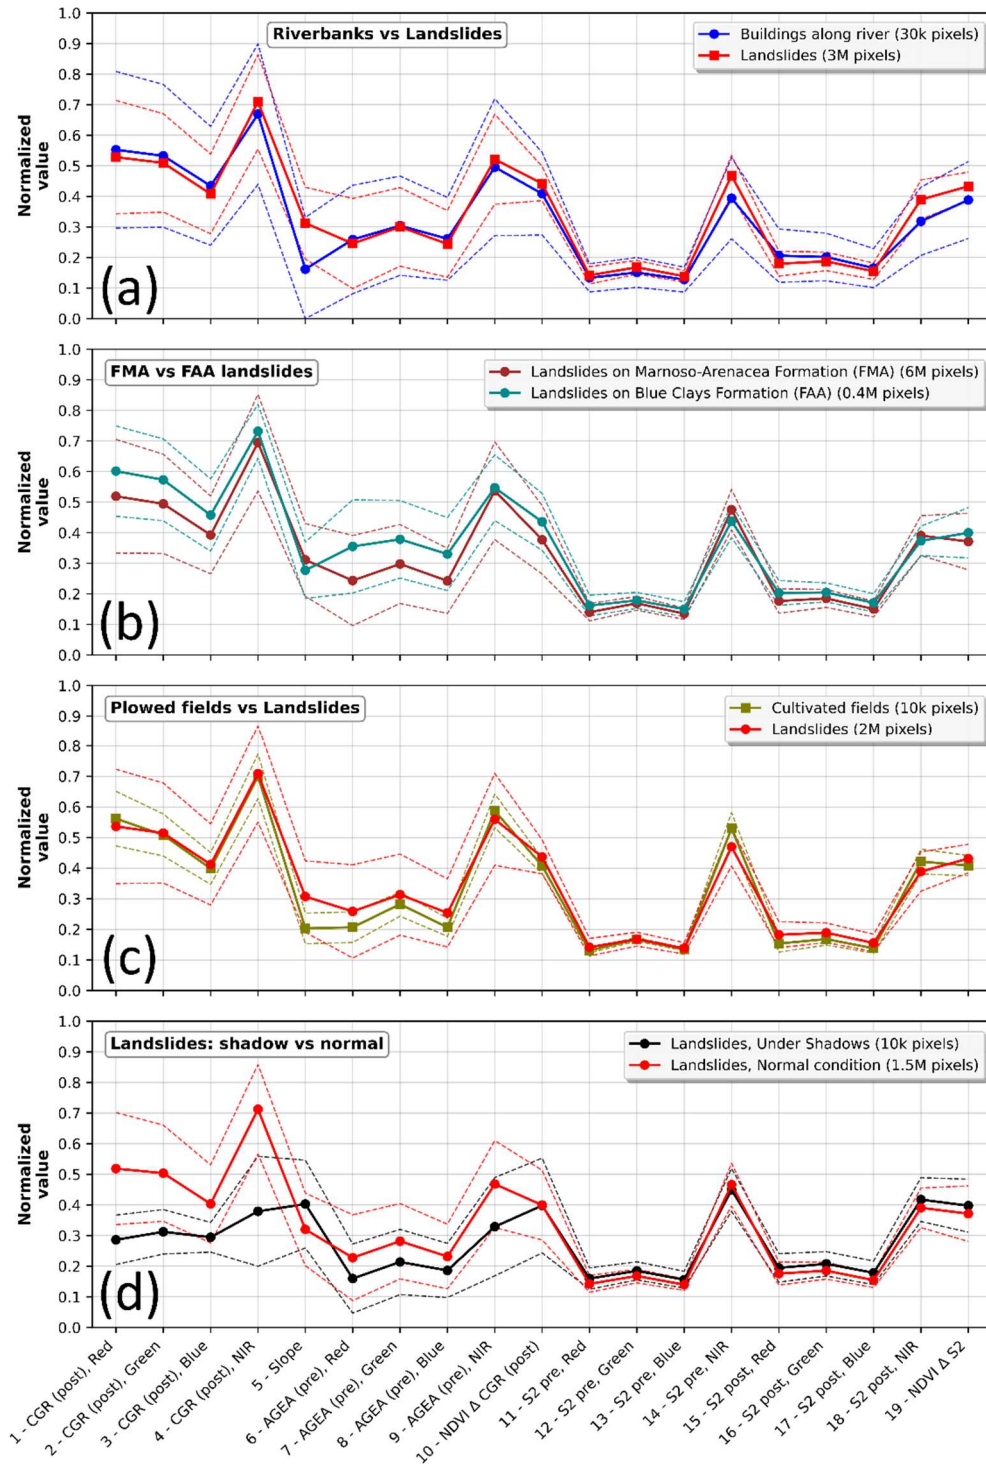 1.0
0.9
0.8
0.7
0.6
0.5
0.4
0.3
0.2
0.1
0.0
Normalized
value
Riverbanks vs Landslides
Buildings along river (30k pixels)
Landslides (3M pixels)
(a)
1.0
0.9
0.8
0.7
0.6
0.5
0.4
0.3
0.2
0.1
0.0
Normalized
value
FMA vs FAA landslides
Landslides on Marnoso-Arenacea Formation (FMA) (6M pixels)
Landslides on Blue Clays Formation (FAA) (0.4M pixels)
(b)
1.0
0.9
0.8
0.7
0.6
0.5
0.4
0.3
0.2
0.1
0.0
Normalized
value
Plowed fields vs Landslides
Cultivated fields (10k pixels)
Landslides (2M pixels)
(c)
1.0
0.9
0.8
0.7
0.6
0.5
0.4
0.3
0.2
0.1
0.0
Normalized
value
Landslides: shadow vs normal
Landslides, Under Shadows (10k pixels)
Landslides, Normal condition (1.5M pixels)
(d)
1 - CGR (post), Red
2 - CGR (post), Green
3 - CGR (post), Blue
4 - CGR (post), NIR
5 - Slope
6 - AGEA (pre), Red
7 - AGEA (pre), Green
8 - AGEA (pre), Blue
9 - AGEA (pre), NIR
10 - NDVI Δ CGR (post)
11 - S2 pre, Red
12 - S2 pre, Green
13 - S2 pre, Blue
14 - S2 pre, NIR
15 - S2 post, Red
16 - S2 post, Green
17 - S2 post, Blue
18 - S2 post, NIR
19 - NDVI Δ S2